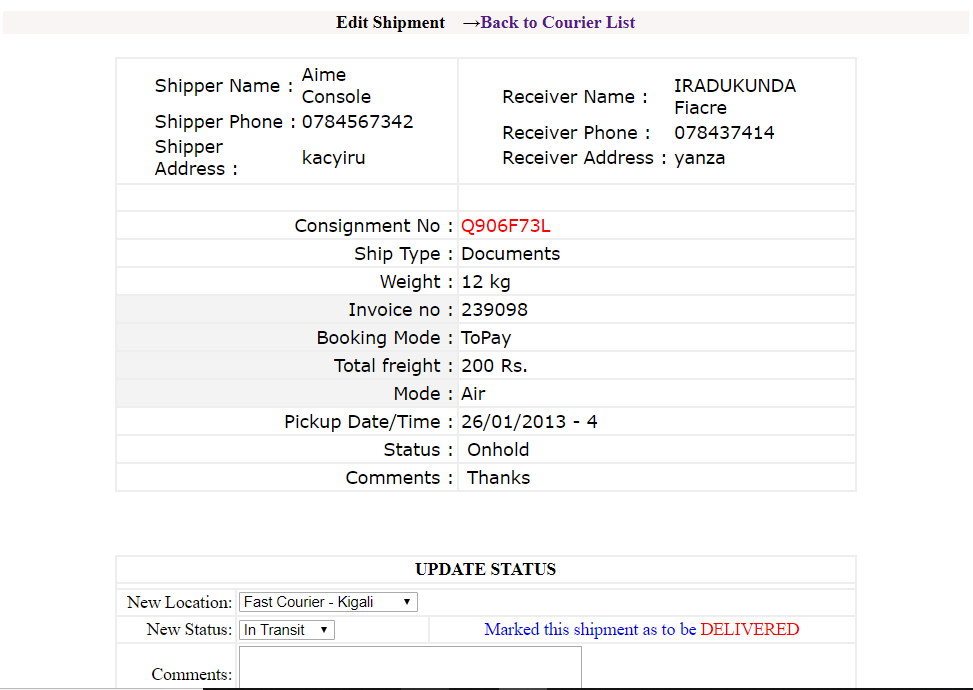 Edit Shipment →Back to Courier List
Shipper Name : Aime
Console
Shipper Phone : 0784567342
Shipper
Address : kacyiru
Receiver Name : IRADUKUNDA
Fiacre
Receiver Phone : 078437414
Receiver Address : yanza
Consignment No : Q906F73L
Ship Type : Documents
Weight : 12 kg
Invoice no : 239098
Booking Mode : ToPay
Total freight : 200 Rs.
Mode : Air
Pickup Date/Time : 26/01/2013 - 4
Status : Onhold
Comments : Thanks
UPDATE STATUS
New Location: Fast Courier - Kigali
New Status: In Transit Marked this shipment as to be DELIVERED
Comments: